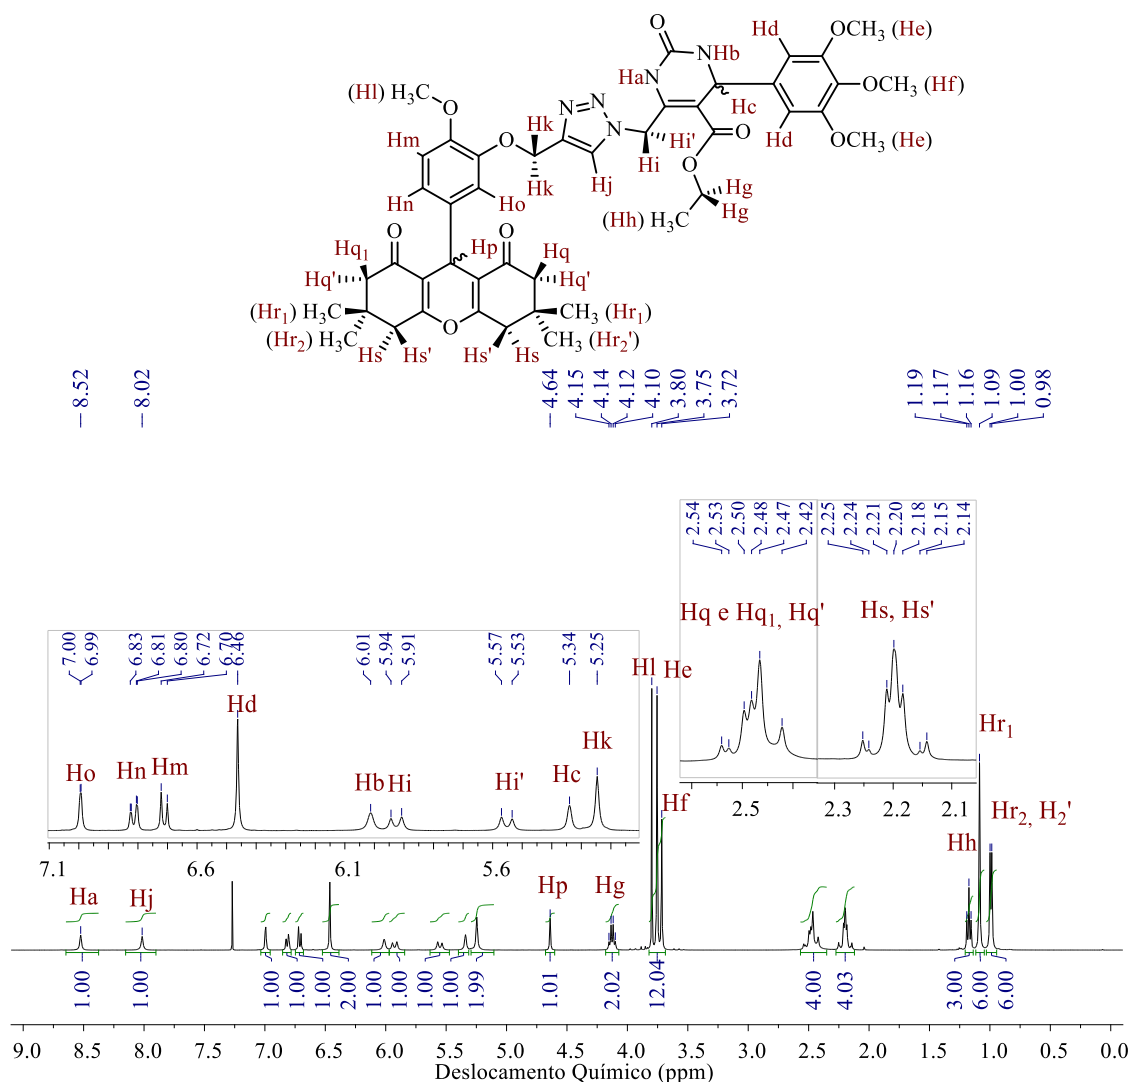 O
OCH₃ (He)
Hd
NH Hb
HaN
OCH₃ (Hf)
(Hl) H₃C
O
Hk
N=N
N
Hc
Hm
O
Hi'
O
Hd
OCH₃ (He)
Hi
Hk
Hj
O
Hn
Ho
Hg
(Hh) H₃C
Hg
O
O
Hq₁
Hp
Hq
Hq'
Hq'
(Hr₁) H₃C
CH₃ (Hr₁)
(Hr₂) H₃C
O
CH₃ (Hr₂')
Hs
Hs'
Hs'
Hs
8.52
8.02
4.64
4.15
4.14
4.12
4.10
3.80
3.75
3.72
1.19
1.17
1.16
1.09
1.00
0.98
2.54
2.53
2.50
2.48
2.47
2.42
2.25
2.24
2.21
2.20
2.18
2.15
2.14
Hq e Hq₁, Hq'
Hs, Hs'
2.5
2.3
2.2
2.1
7.00
6.99
6.83
6.81
6.80
6.72
6.70
6.46
6.01
5.94
5.91
5.57
5.53
5.34
5.25
Ho
Hn
Hm
Hd
Hb
Hi
Hi'
Hc
Hk
7.1
6.6
6.1
5.6
Hl
He
Hf
Hr₁
Hr₂, H₂'
Ha
Hj
Hp
Hg
Hh
1.00
1.00
1.00
1.00
1.00
2.00
1.00
1.00
1.00
1.00
1.99
1.01
2.02
12.04
4.00
4.03
3.00
6.00
6.00
9.0
8.5
8.0
7.5
7.0
6.5
6.0
5.5
5.0
4.5
4.0
3.5
3.0
2.5
2.0
1.5
1.0
0.5
0.0
Deslocamento Químico (ppm)